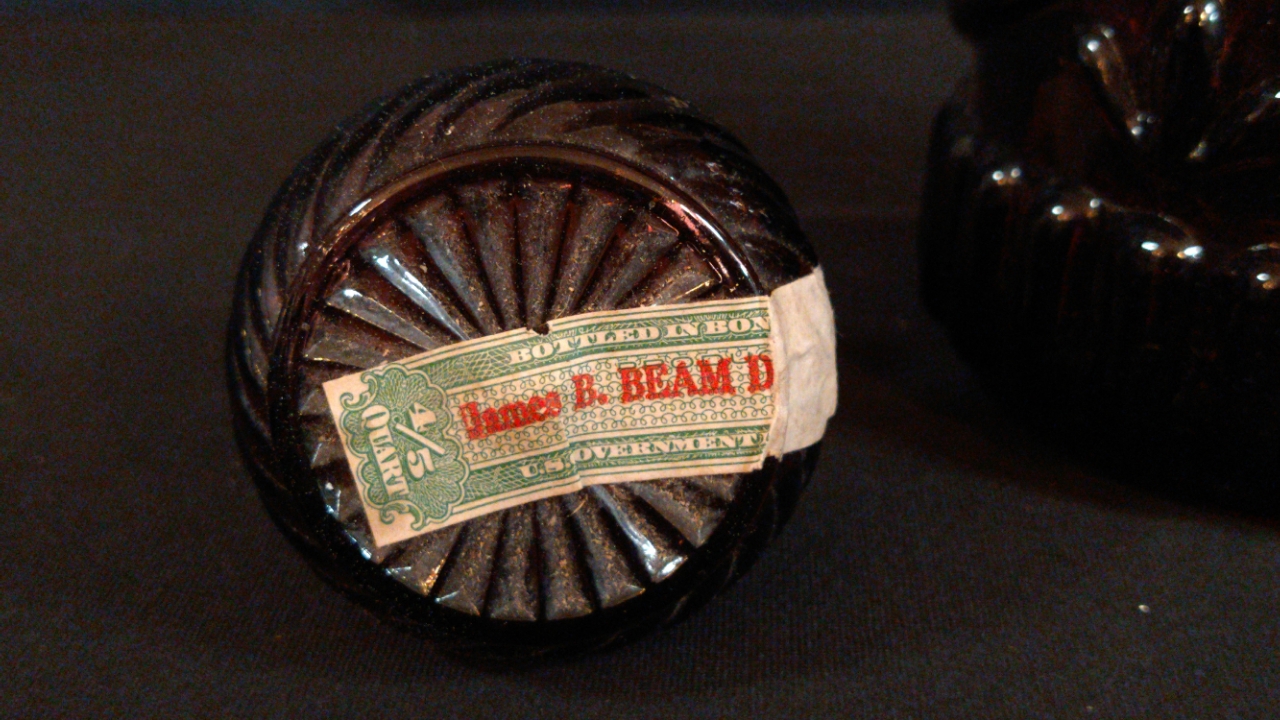 BOTTLED IN BON
4/5
QUART
James B. BEAM D
U.S. GOVERNMENT